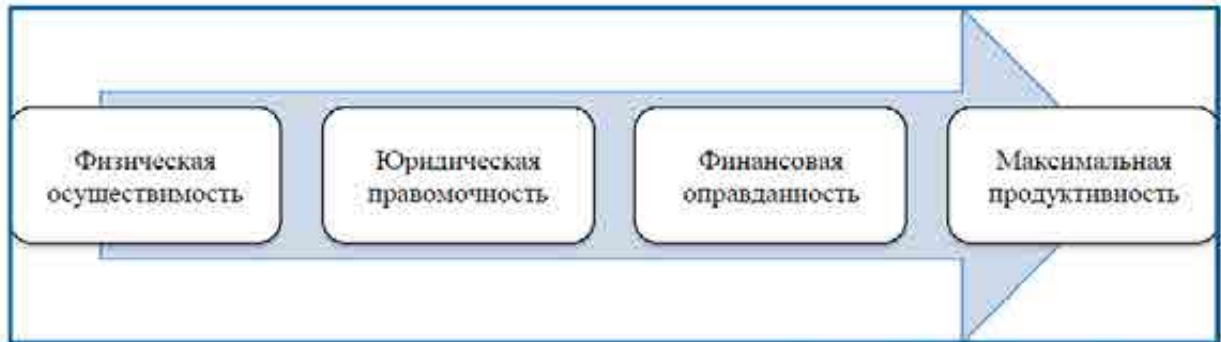 Физическая
осуществимость
Юридическая
правомочность
Финансовая
оправданность
Максимальная
продуктивность